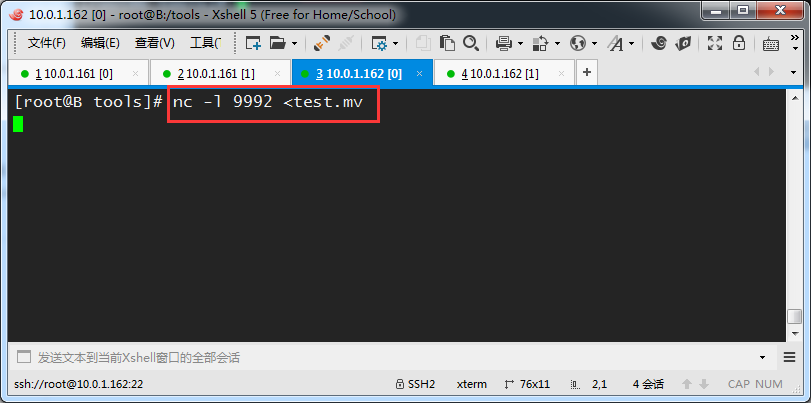 10.0.1.162 [0] - root@B:/tools - Xshell 5 (Free for Home/School)
文件(F) 编辑(E) 查看(V) 工具(
1 10.0.1.161 [0] × 2 10.0.1.161 [1] × 3 10.0.1.162 [0] × 4 10.0.1.162 [1] × +
[root@B tools]# nc -l 9992 <test.mv
发送文本到当前Xshell窗口的全部会话
ssh://root@10.0.1.162:22 SSH2 xterm 76x11 2,1 4 会话 CAP NUM